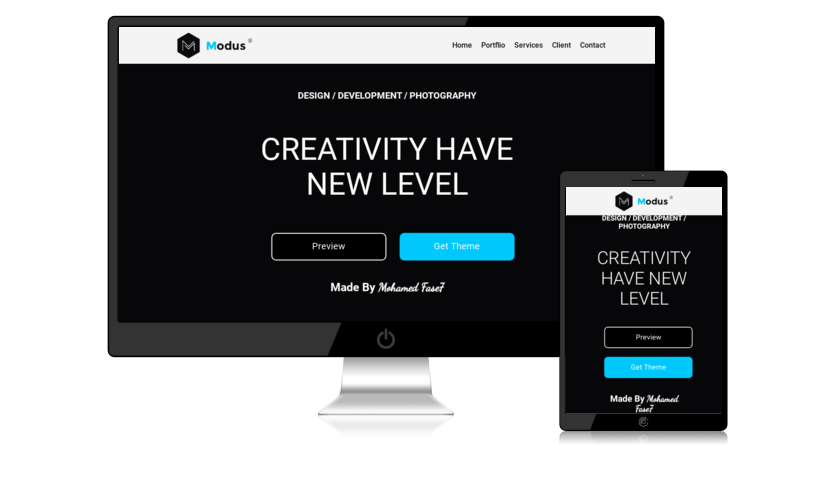 Modus®
Home Portflio Services Client Contact
DESIGN / DEVELOPMENT / PHOTOGRAPHY
CREATIVITY HAVE
NEW LEVEL
Preview Get Theme
Made By Mohamed Fase7
Modus®
DESIGN / DEVELOPMENT /
PHOTOGRAPHY
CREATIVITY
HAVE NEW
LEVEL
Preview
Get Theme
Made By Mohamed
Fase7